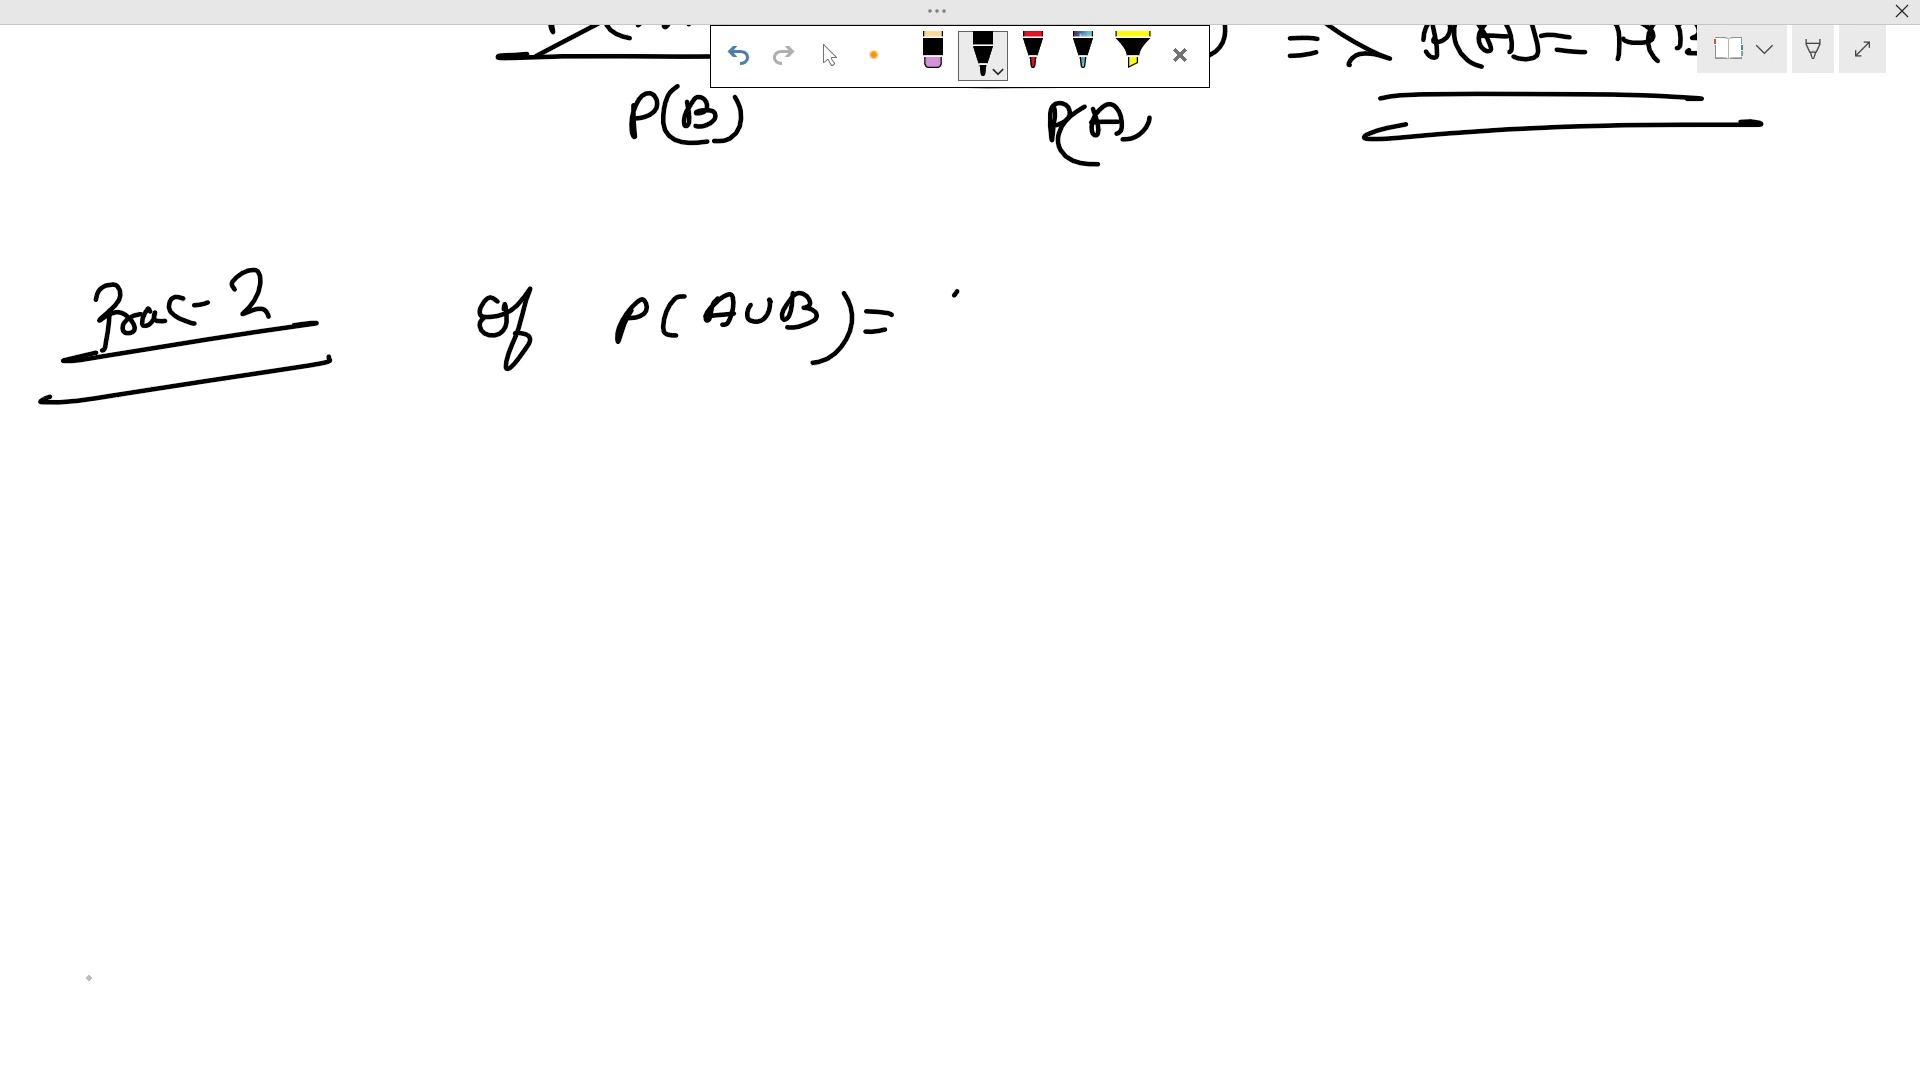 P(B) P(A) => P(A) = P(B
Prac-2 If P(AUB) =